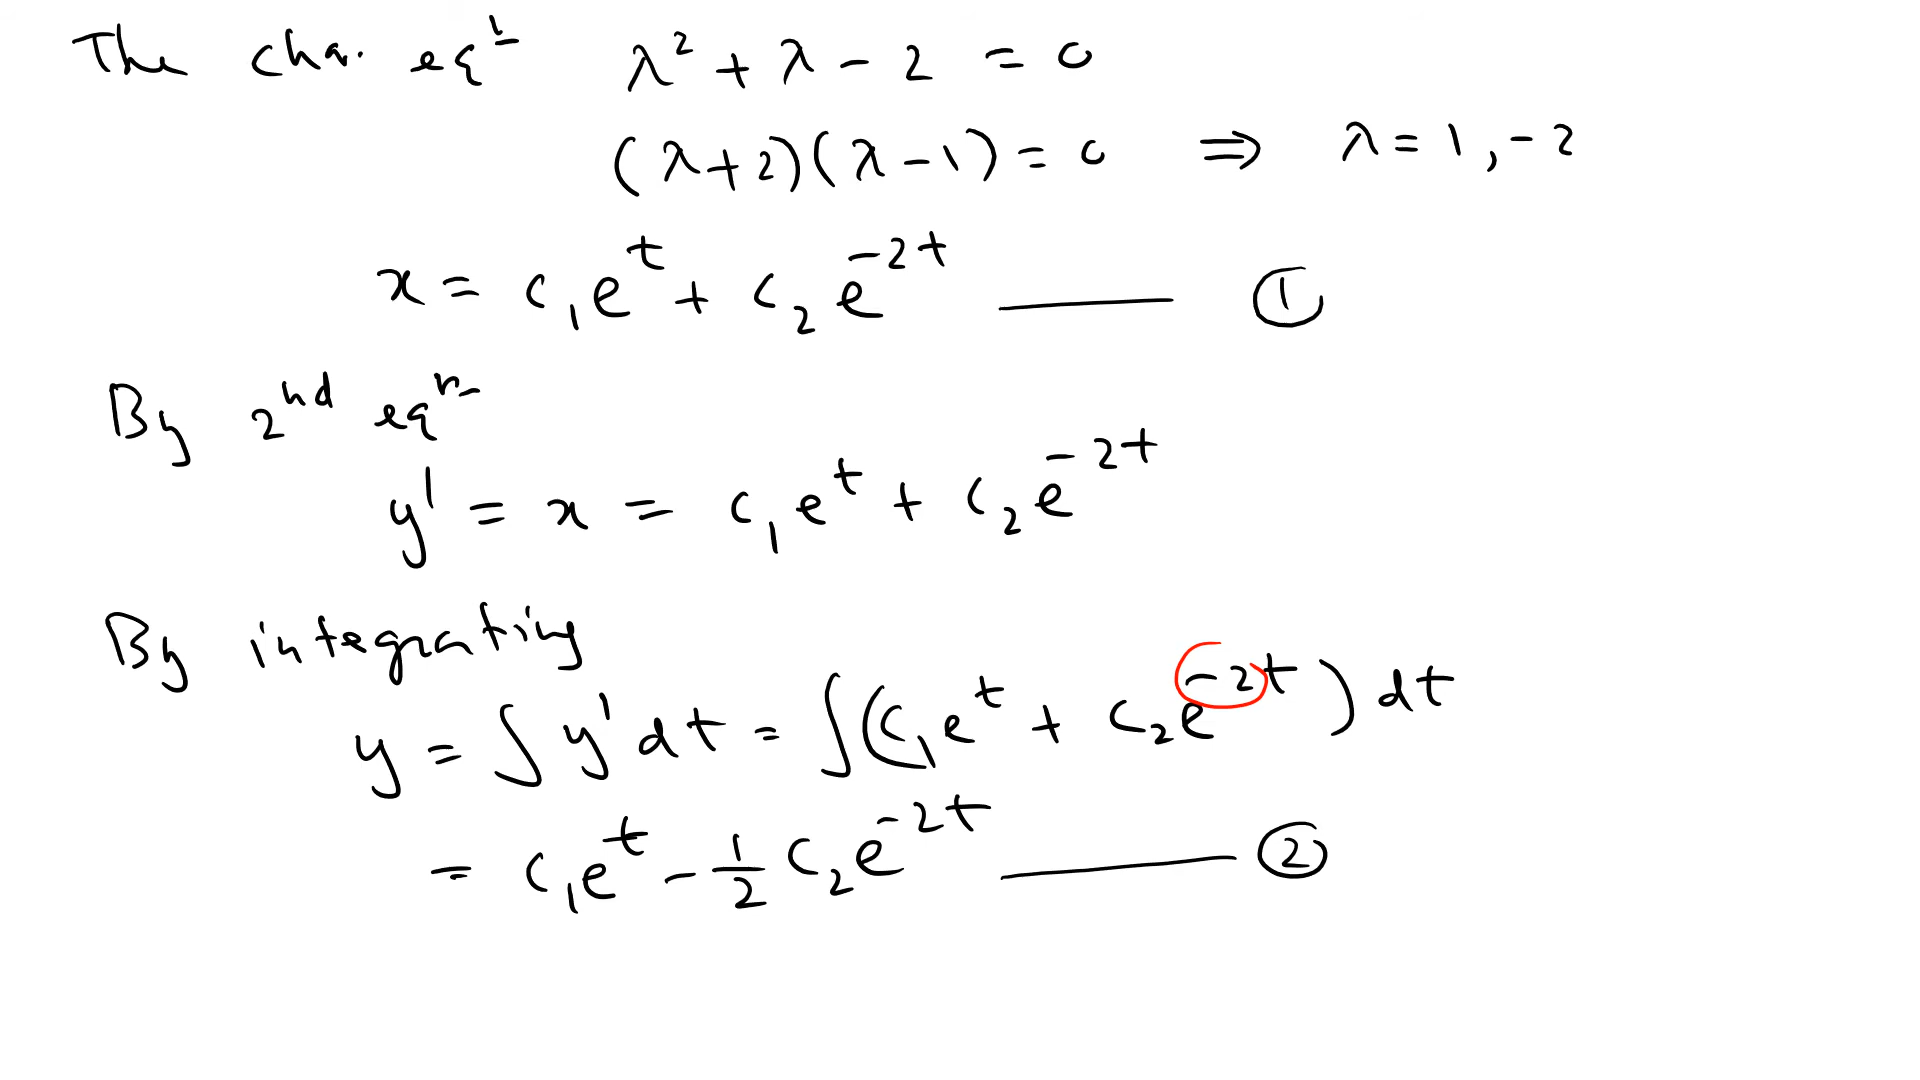 The cha. eqⁿ λ² + λ - 2 = 0
(λ+2)(λ-1) = 0 ⇒ λ = 1, -2
x = c₁eᵗ + c₂e⁻²ᵗ ——— ①
By 2ⁿᵈ eqⁿ
y' = x = c₁eᵗ + c₂e⁻²ᵗ
By integrating
y = ∫ y' dt = ∫(c₁eᵗ + c₂e⁻²ᵗ) dt
= c₁eᵗ - 1/2 c₂e⁻²ᵗ ——— ②